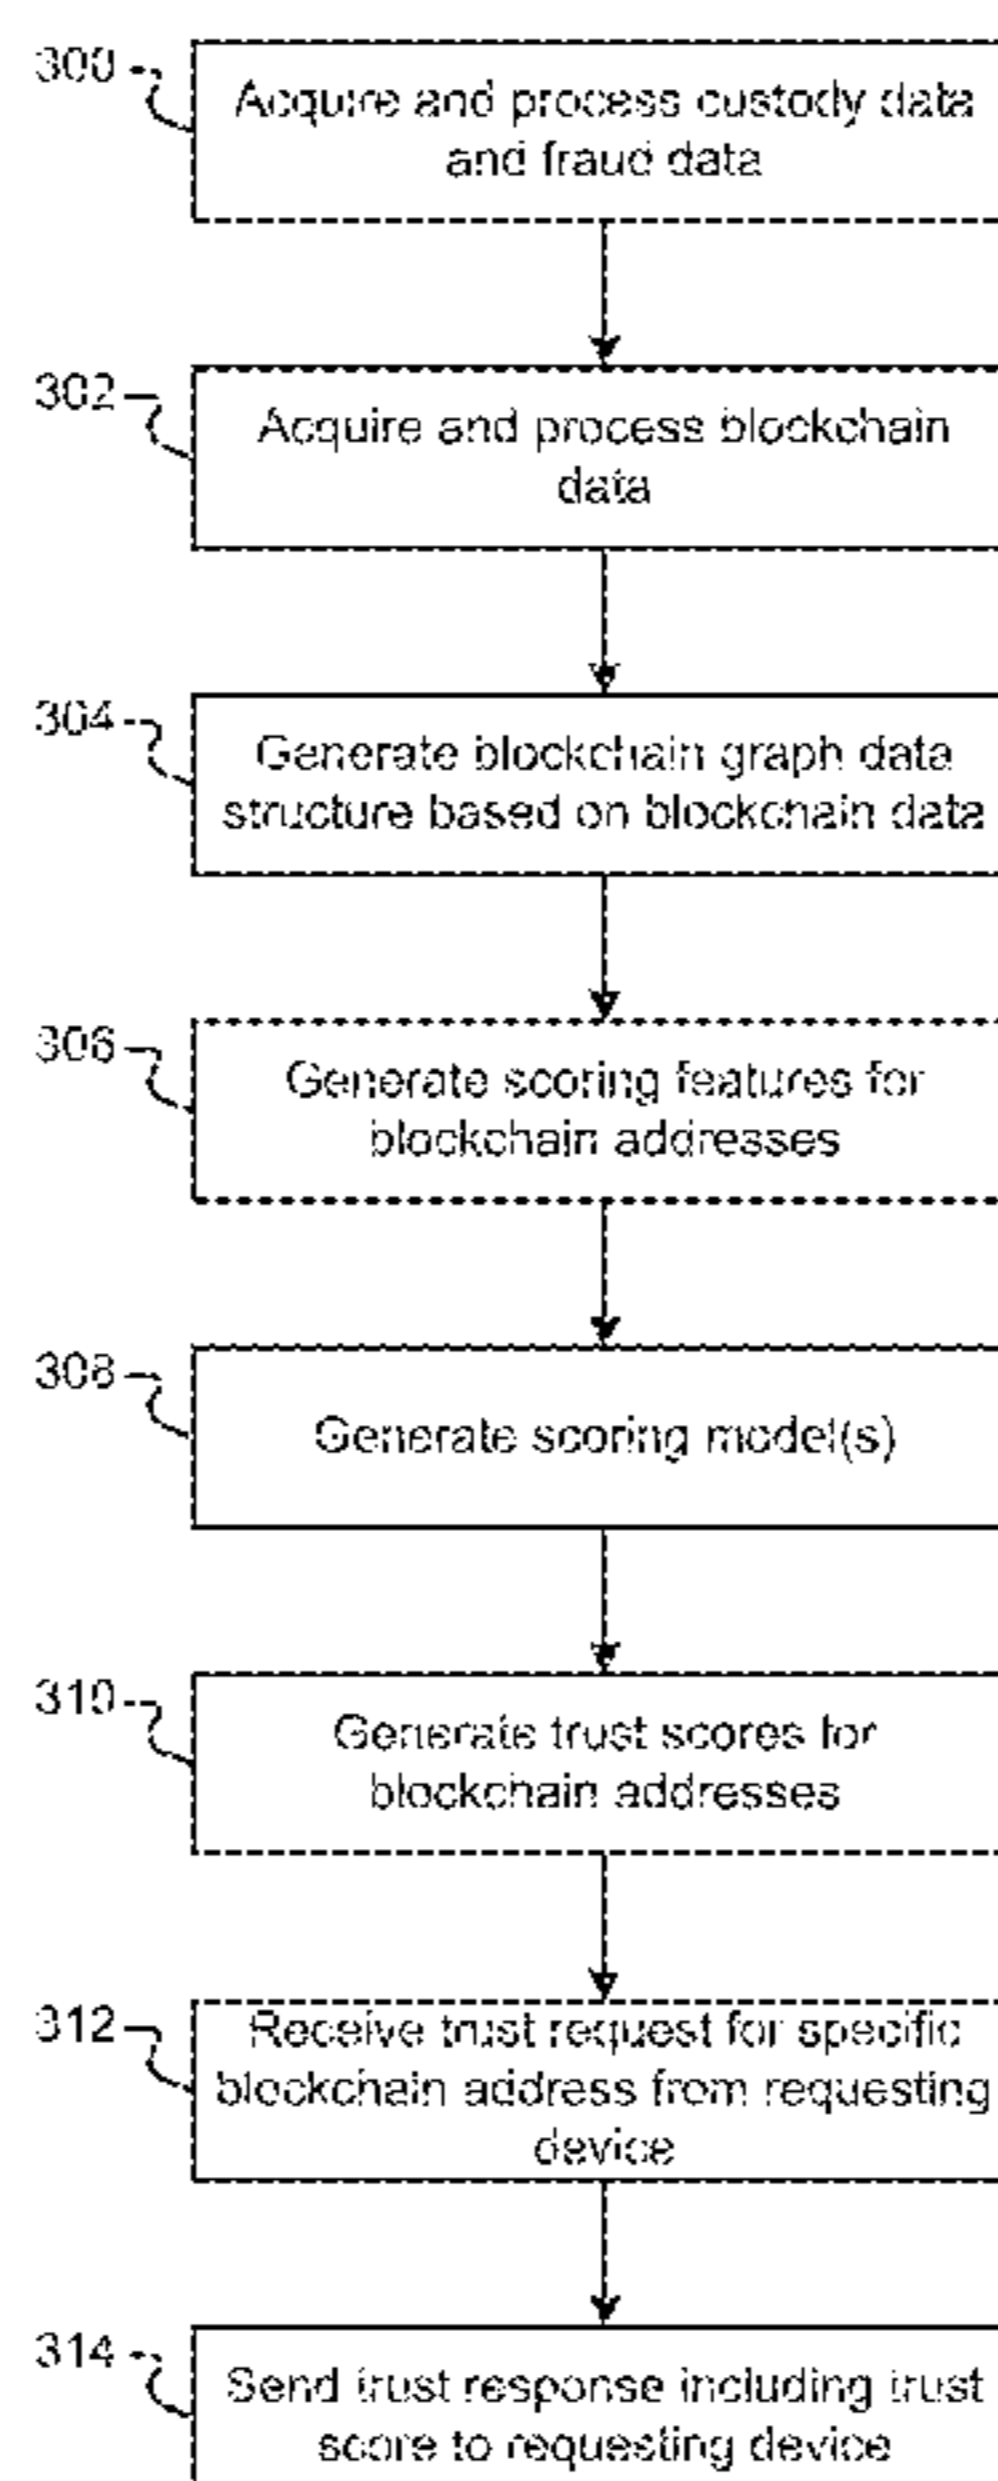 300
Acquire and process custody data
and fraud data
302
Acquire and process blockchain
data
304
Generate blockchain graph data
structure based on blockchain data
306
Generate scoring features for
blockchain addresses
308
Generate scoring model(s)
310
Generate trust scores for
blockchain addresses
312
Receive trust request for specific
blockchain address from requesting
device
314
Send trust response including trust
score to requesting device